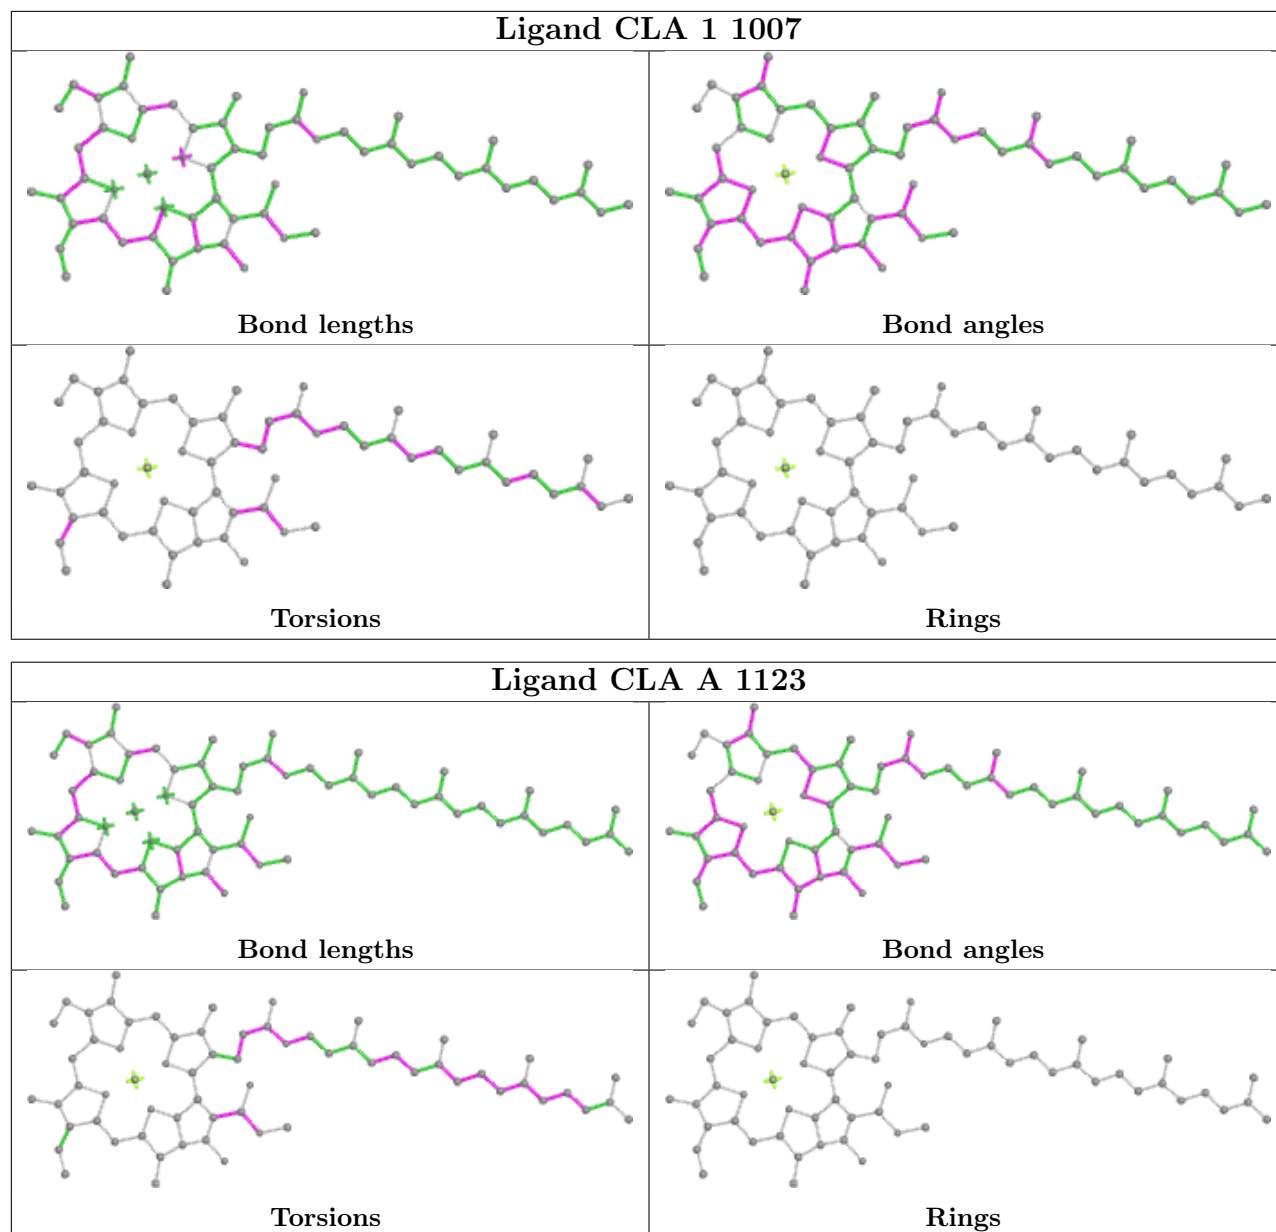 Ligand CLA 1 1007
Bond lengths
Bond angles
Torsions
Rings
Ligand CLA A 1123
Bond lengths
Bond angles
Torsions
Rings